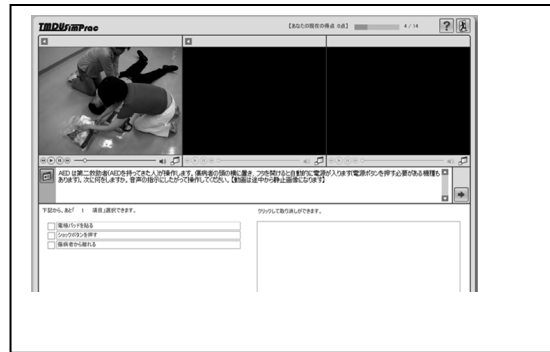 TMDUsimPrac
【あなたの現在の得点 0点】 4 / 14
AED は第二救助者(AEDを持ってきた人)が操作します。傷病者の頭の横に置き、フタを開けると自動的に電源が入ります(電源ボタンを押す必要がある機種も
あります)。次に何をしますか。音声の指示にしたがって操作してください。【動画は途中から静止画像になります】
下記から、あと「 1 項目」選択できます。
クリックして取り消しができます。
電極パッドを貼る
ショックボタンを押す
傷病者から離れる